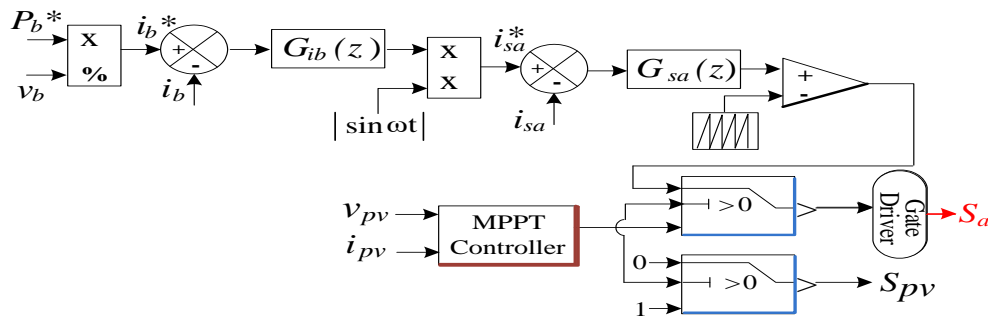 P_b* i_b* G_ib(z) X i_sa* G_sa(z)
X + X + +
% - X - -
v_b i_b |sin ωt| i_sa
v_pv MPPT >0 Gate S_a
i_pv Controller Driver
0 >0 S_pv
1